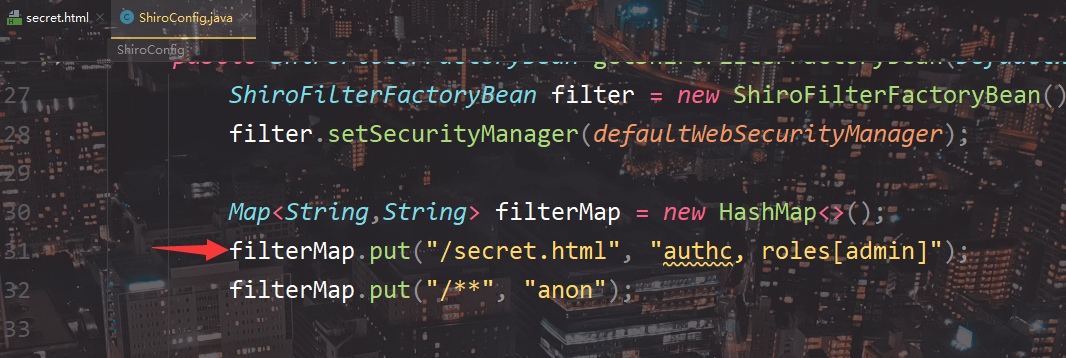 secret.html ShiroConfig.java
ShiroConfig
27 ShiroFilterFactoryBean filter = new ShiroFilterFactoryBean()
28 filter.setSecurityManager(defaultWebSecurityManager);
29
30 Map<String,String> filterMap = new HashMap<>();
31 filterMap.put("/secret.html", "authc, roles[admin]");
32 filterMap.put("/**", "anon");
33